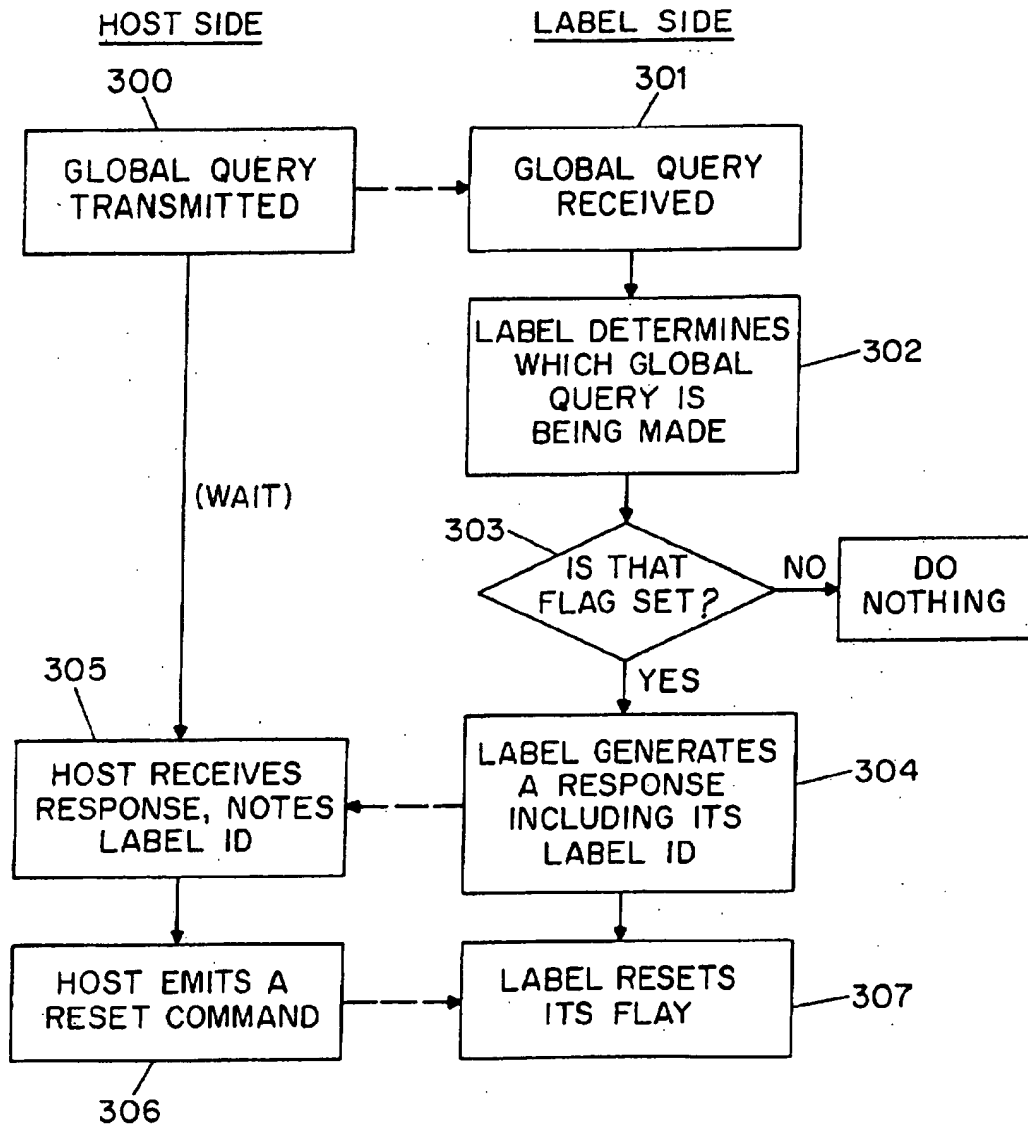 HOST SIDE
LABEL SIDE
300
301
GLOBAL QUERY
TRANSMITTED
GLOBAL QUERY
RECEIVED
LABEL DETERMINES
WHICH GLOBAL
QUERY IS
BEING MADE
302
(WAIT)
303
IS THAT
FLAG SET?
NO
DO
NOTHING
YES
305
HOST RECEIVES
RESPONSE, NOTES
LABEL ID
LABEL GENERATES
A RESPONSE
INCLUDING ITS
LABEL ID
304
HOST EMITS A
RESET COMMAND
LABEL RESETS
ITS FLAY
307
306